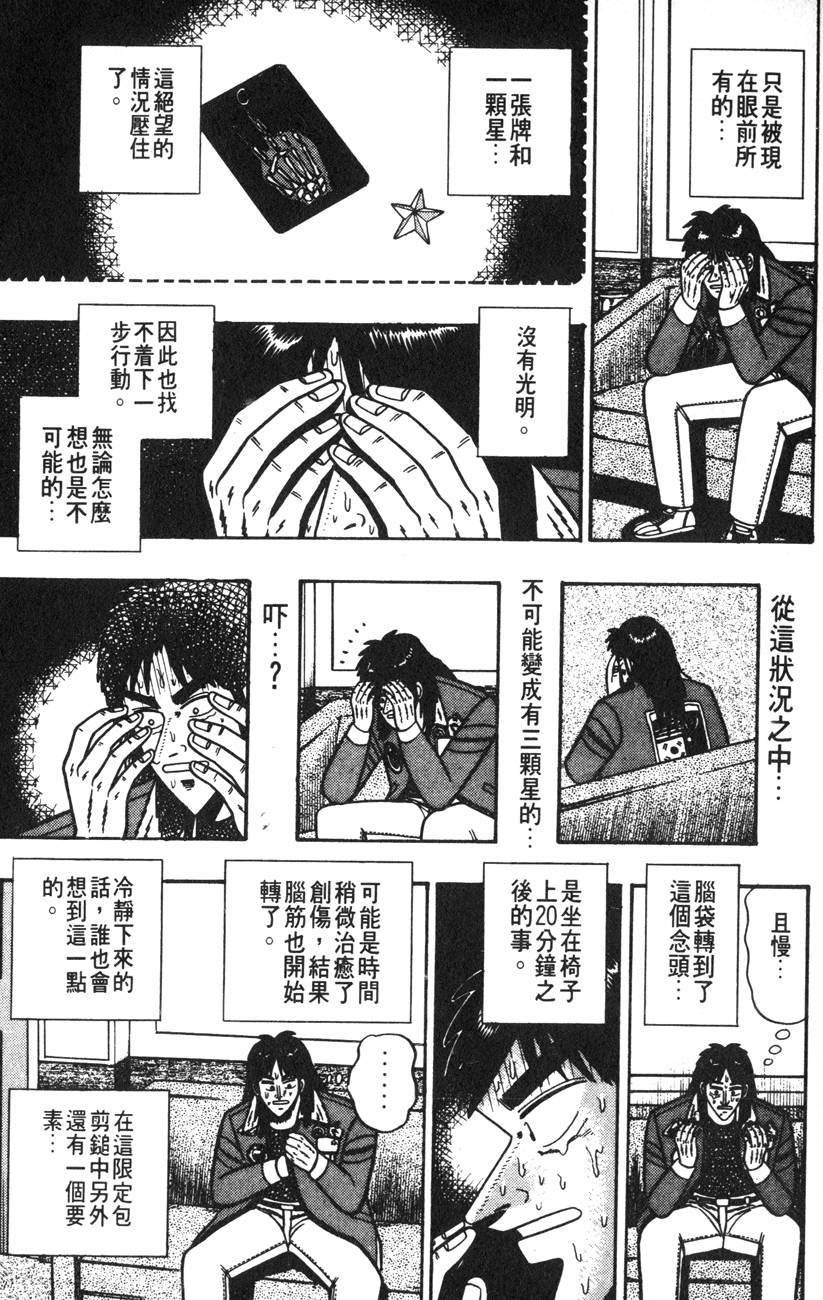 只是被現
在眼前所
有的…
一張牌和
一顆星…
這絕望的
情況壓住
了。
沒有光明。
因此也找
不着下一
步行動。
無論怎麼
想也是不
可能的…
從這狀況之中…
不可能變成有三顆星的…
吓…?
且慢…
腦袋轉到了
這個念頭…
是坐在椅子
上20分鐘之
後的事。
可能是時間
稍微治癒了
創傷，結果
腦筋也開始
轉了。
冷靜下來的
話，誰也會
想到這一點
的。
……
在這限定包
剪鎚中另外
還有一個要
素…